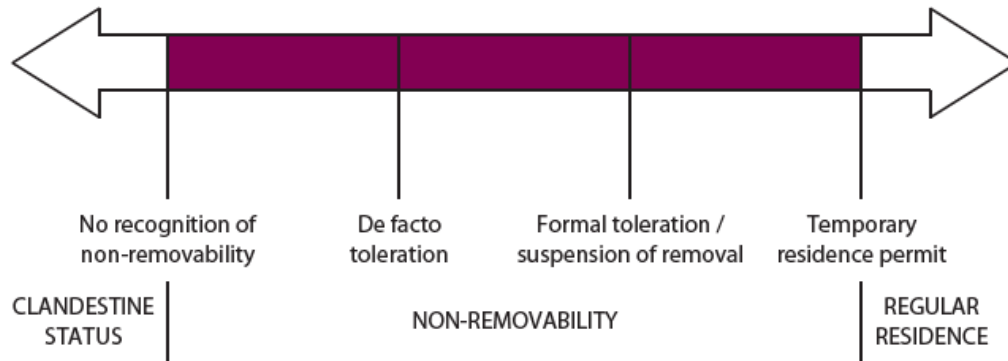 No recognition of
non-removability
De facto
toleration
Formal toleration /
suspension of removal
Temporary
residence permit
CLANDESTINE
STATUS
NON-REMOVABILITY
REGULAR
RESIDENCE